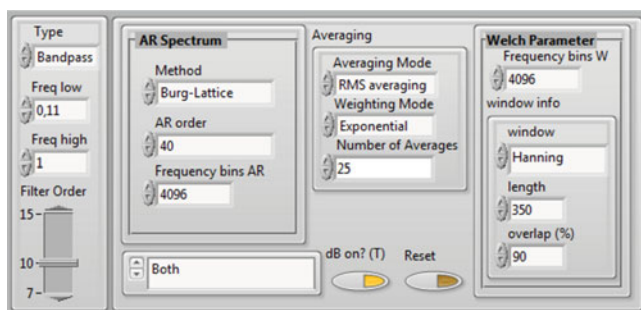 Type
Bandpass
Freq low
0,11
Freq high
1
Filter Order
15
10
7
AR Spectrum
Method
Burg-Lattice
AR order
40
Frequency bins AR
4096
Both
Averaging
Averaging Mode
RMS averaging
Weighting Mode
Exponential
Number of Averages
25
dB on? (T)
Reset
Welch Parameter
Frequency bins W
4096
window info
window
Hanning
length
350
overlap (%)
90